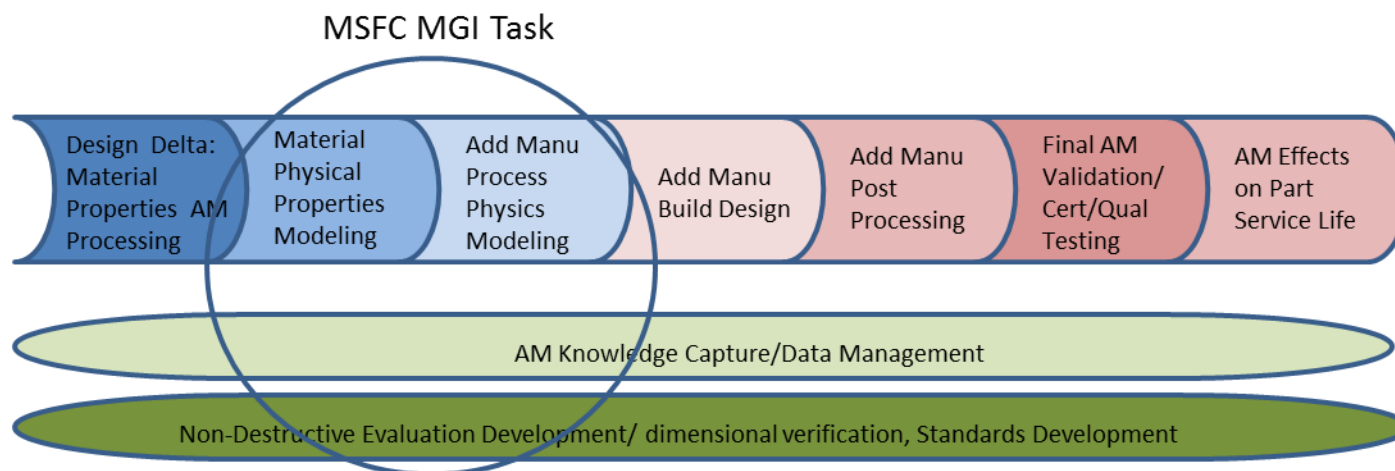 MSFC MGI Task
Design Delta:
Material
Properties AM
Processing
Material
Physical
Properties
Modeling
Add Manu
Process
Physics
Modeling
Add Manu
Build Design
Add Manu
Post
Processing
Final AM
Validation/
Cert/Qual
Testing
AM Effects
on Part
Service Life
AM Knowledge Capture/Data Management
Non-Destructive Evaluation Development/ dimensional verification, Standards Development